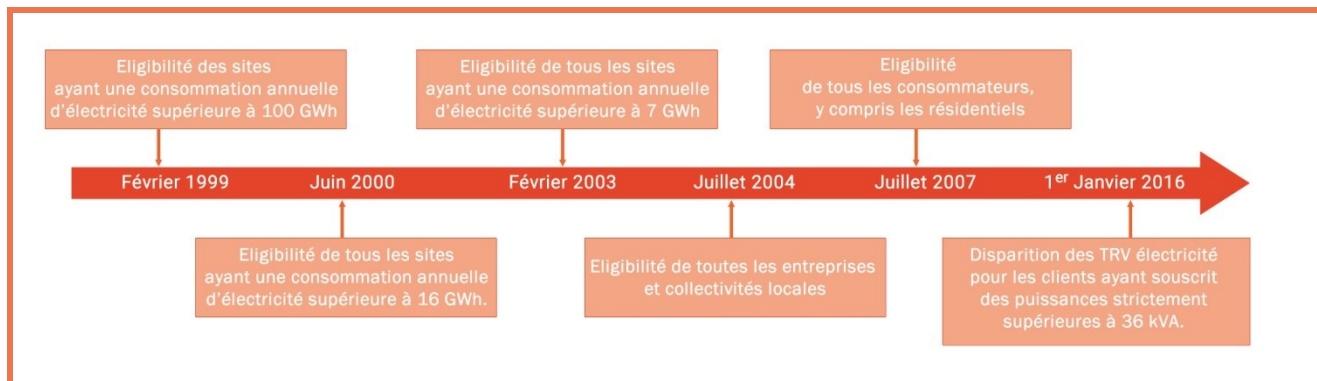 Eligibilité des sites
ayant une consommation annuelle
d'électricité supérieure à 100 GWh
Eligibilité de tous les sites
ayant une consommation annuelle
d'électricité supérieure à 7 GWh
Eligibilité
de tous les consommateurs,
y compris les résidentiels
Février 1999
Juin 2000
Février 2003
Juillet 2004
Juillet 2007
1er Janvier 2016
Eligibilité de tous les sites
ayant une consommation annuelle
d'électricité supérieure à 16 GWh.
Eligibilité de toutes les entreprises
et collectivités locales
Disparition des TRV électricité
pour les clients ayant souscrit
des puissances strictement
supérieures à 36 kVA.